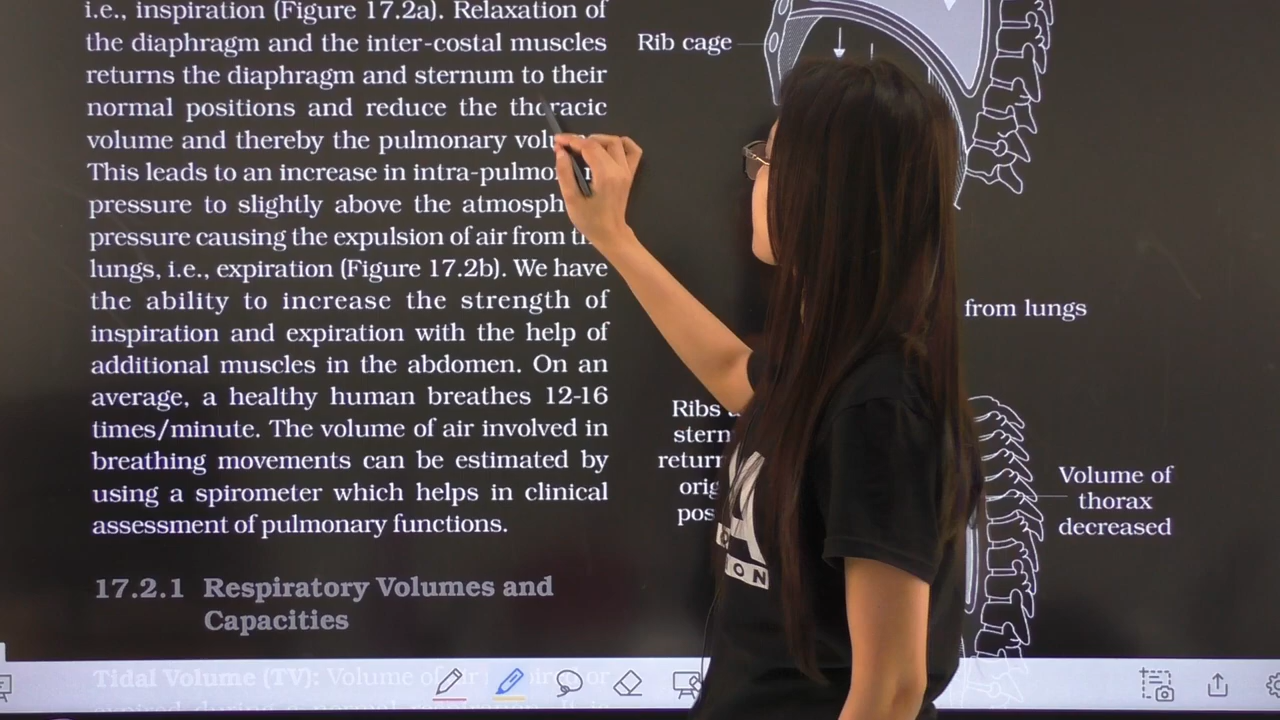 i.e., inspiration (Figure 17.2a). Relaxation of
the diaphragm and the inter-costal muscles
returns the diaphragm and sternum to their
normal positions and reduce the thoracic
volume and thereby the pulmonary
This leads to an increase in
pressure to slightly above the
pressure causing the expulsion of air from
lungs, i.e., expiration (Figure 17.2b). We have
the ability to increase the strength of
inspiration and expiration with the help of
additional muscles in the abdomen. On an
average, a healthy human breathes 12-16
times/minute. The volume of air involved in
breathing movements can be estimated by
using a spirometer which helps in clinical
assessment of pulmonary functions.
17.2.1 Respiratory Volumes and
Capacities
Tidal Volume (TV): Volume of
Rib cage
from lungs
Ribs
Volume of
thorax
decreased